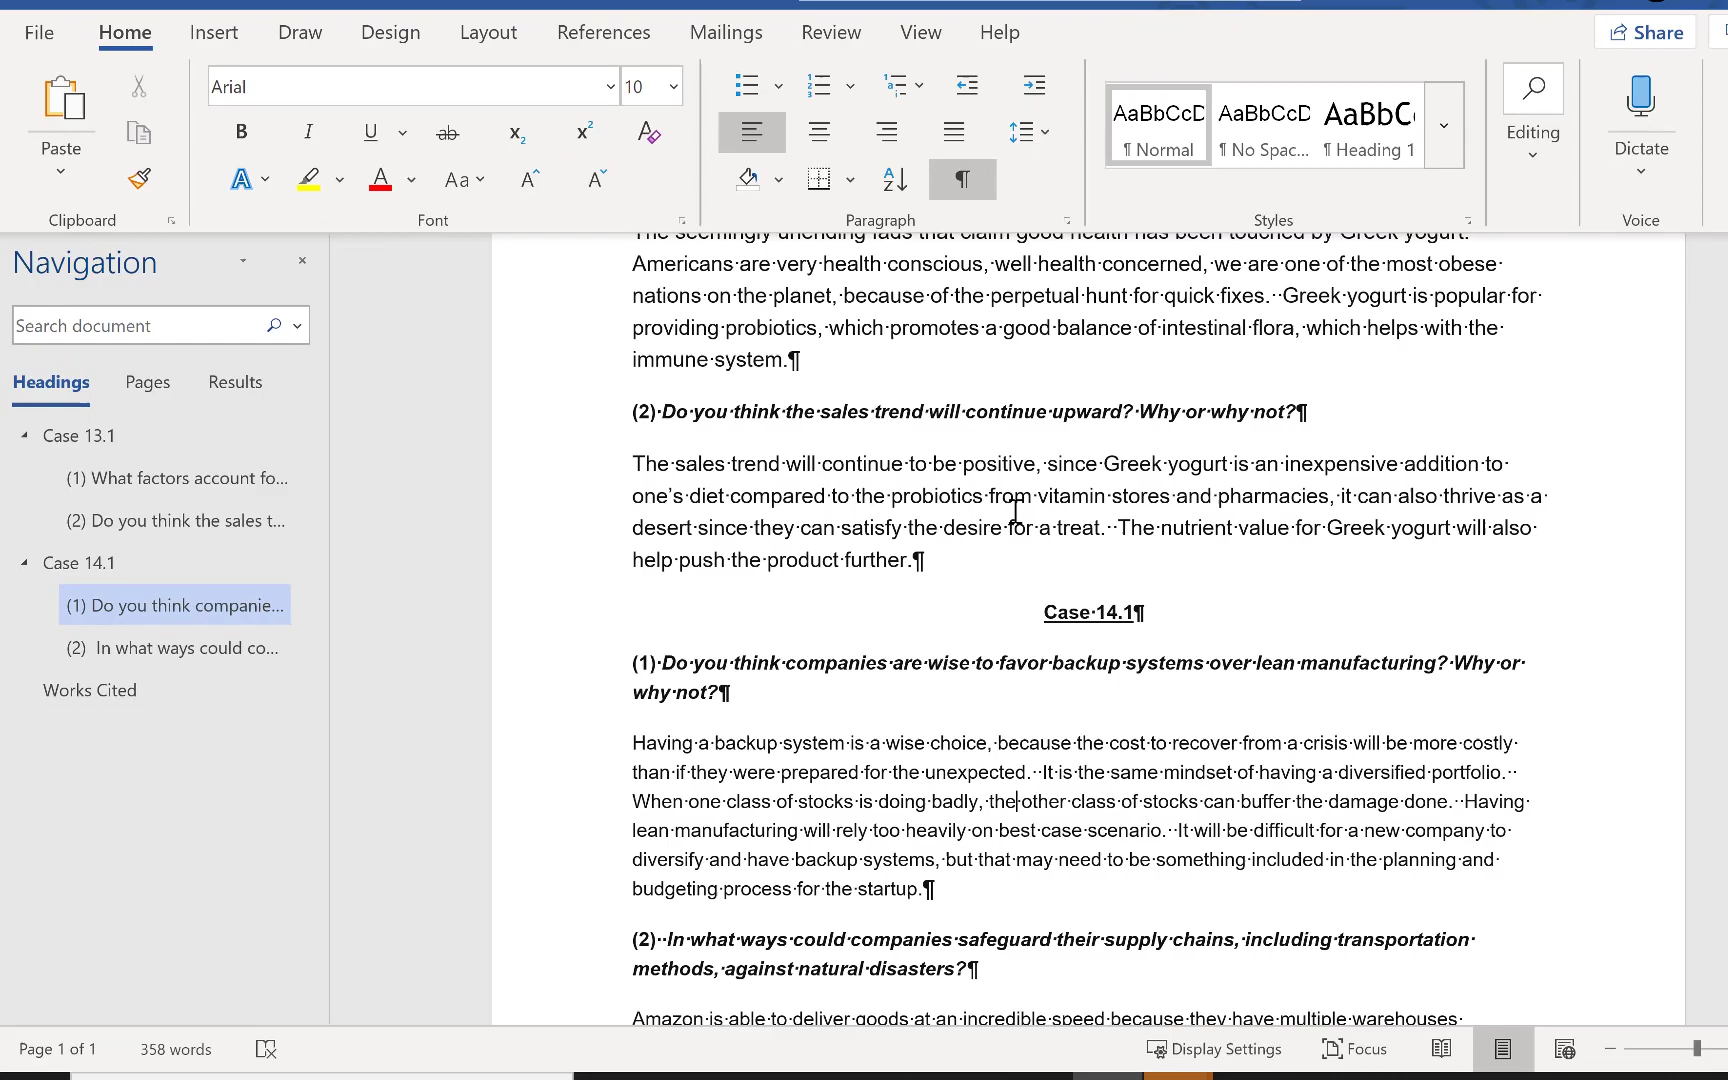 File Home Insert Draw Design Layout References Mailings Review View Help Share
Arial 10
B I U ab x₂ x² A
A A Aa A A
Paste
AaBbCcD AaBbCcD AaBbC
¶ Normal ¶ No Spac... ¶ Heading 1
Editing
Dictate
Clipboard Font Paragraph Styles Voice
Navigation
Search document
Headings Pages Results
Case 13.1
(1) What factors account fo...
(2) Do you think the sales t...
Case 14.1
(1) Do you think companie...
(2) In what ways could co...
Works Cited
The seemingly unending fads that claim good health has been touched by Greek yogurt.
Americans·are·very·health·conscious,·well·health·concerned,·we·are·one·of·the·most·obese·
nations·on·the·planet,·because·of·the·perpetual·hunt·for·quick·fixes.··Greek·yogurt·is·popular·for·
providing·probiotics,·which·promotes·a·good·balance·of·intestinal·flora,·which·helps·with·the·
immune·system.¶
(2)·Do·you·think·the·sales·trend·will·continue·upward?·Why·or·why·not?¶
The·sales·trend·will·continue·to·be·positive,·since·Greek·yogurt·is·an·inexpensive·addition·to·
one's·diet·compared·to·the·probiotics·from·vitamin·stores·and·pharmacies,·it·can·also·thrive·as·a·
desert·since·they·can·satisfy·the·desire·for·a·treat.··The·nutrient·value·for·Greek·yogurt·will·also·
help·push·the·product·further.¶
Case·14.1¶
(1)·Do·you·think·companies·are·wise·to·favor·backup·systems·over·lean·manufacturing?·Why·or·
why·not?¶
Having·a·backup·system·is·a·wise·choice,·because·the·cost·to·recover·from·a·crisis·will·be·more·costly·
than·if·they·were·prepared·for·the·unexpected.··It·is·the·same·mindset·of·having·a·diversified·portfolio.··
When·one·class·of·stocks·is·doing·badly,·the·other·class·of·stocks·can·buffer·the·damage·done.··Having·
lean·manufacturing·will·rely·too·heavily·on·best·case·scenario.··It·will·be·difficult·for·a·new·company·to·
diversify·and·have·backup·systems,·but·that·may·need·to·be·something·included·in·the·planning·and·
budgeting·process·for·the·startup.¶
(2)··In·what·ways·could·companies·safeguard·their·supply·chains,·including·transportation·
methods,·against·natural·disasters?¶
Amazon·is·able·to·deliver·goods·at·an·incredible·speed·because·they·have·multiple·warehouses·
Page 1 of 1 358 words Display Settings Focus